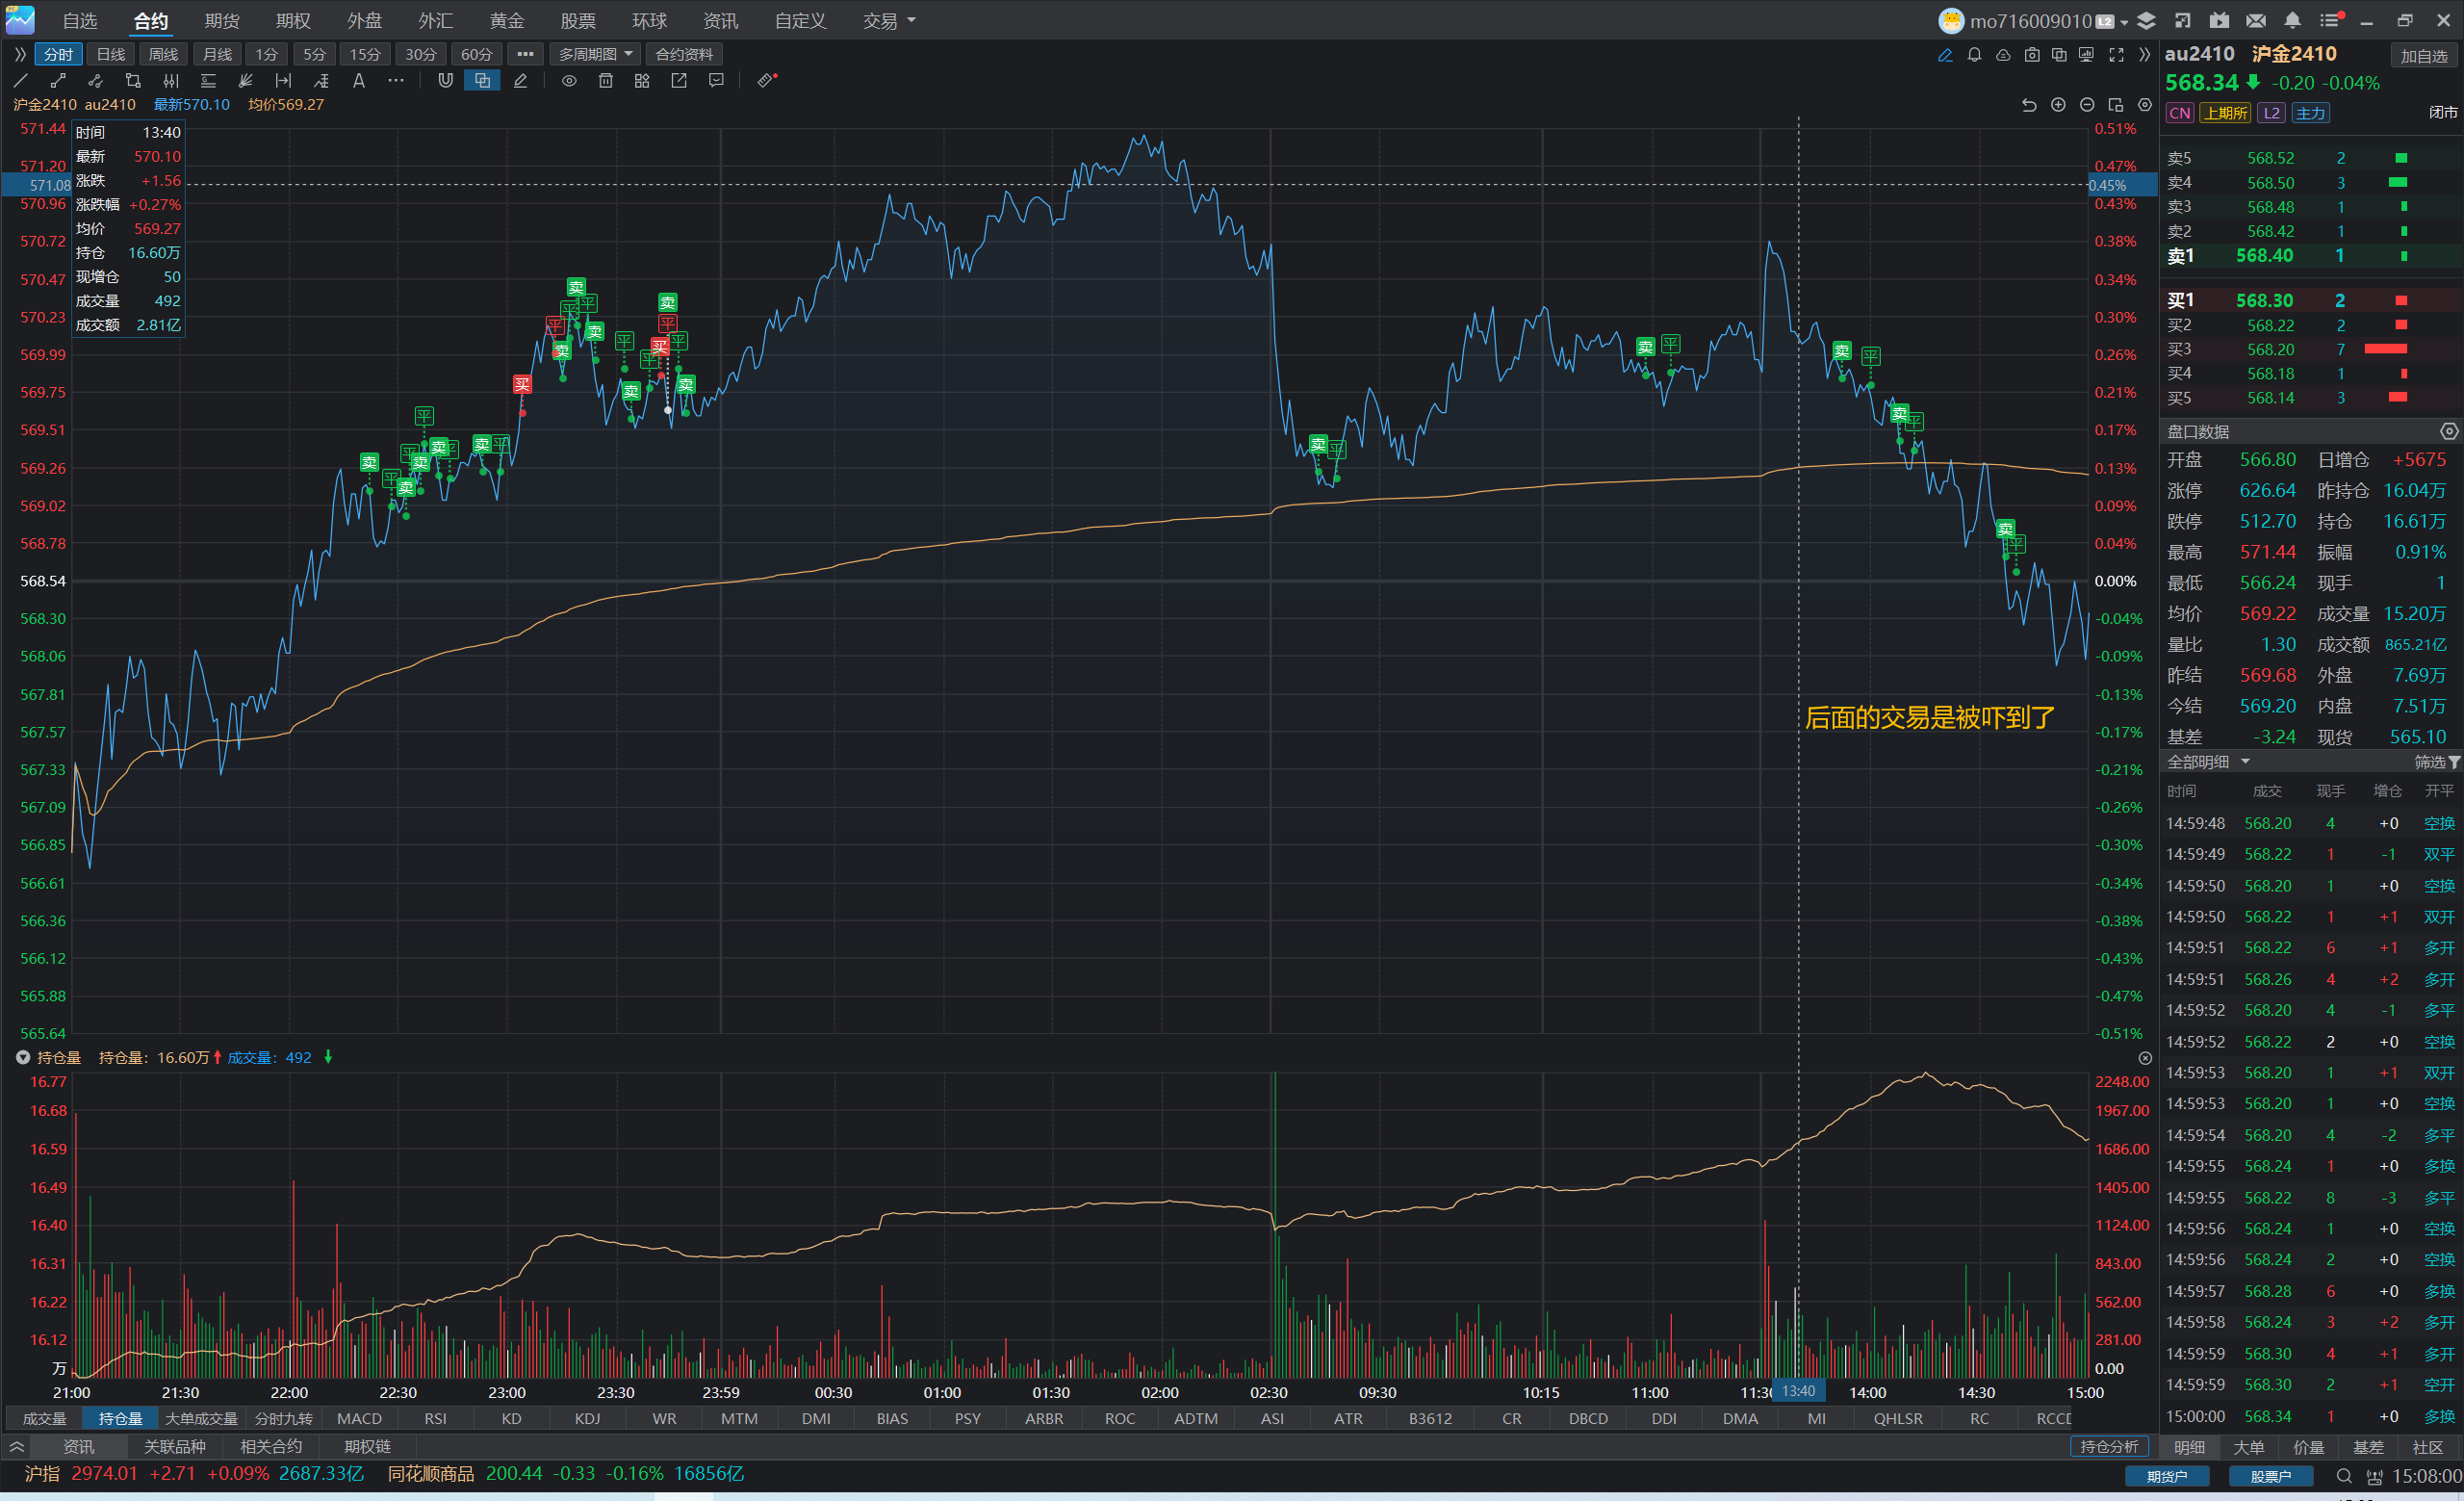 自选 合约 期货 期权 外盘 外汇 黄金 股票 环球 资讯 自定义 交易 mo716009010 L2
分时 日线 周线 月线 1分 5分 15分 30分 60分 ••• 多周期图 合约资料
沪金2410 au2410 最新570.10 均价569.27
571.44
571.20
571.08
570.96
570.72
570.47
570.23
569.99
569.75
569.51
569.26
569.02
568.78
568.54
568.30
568.06
567.81
567.57
567.33
567.09
566.85
566.61
566.36
566.12
565.88
565.64
时间 13:40
最新 570.10
涨跌 +1.56
涨跌幅 +0.27%
均价 569.27
持仓 16.60万
现增仓 50
成交量 492
成交额 2.81亿
卖 平 卖 平 卖 平 卖 平 卖 平 买 平 卖 平 卖 平 卖 平 卖 平 买 平 卖 平 卖
卖 平
卖 平
卖 平
卖 平
卖 平
后面的交易是被吓到了
0.51%
0.47%
0.45%
0.43%
0.38%
0.34%
0.30%
0.26%
0.21%
0.17%
0.13%
0.09%
0.04%
0.00%
-0.04%
-0.09%
-0.13%
-0.17%
-0.21%
-0.26%
-0.30%
-0.34%
-0.38%
-0.43%
-0.47%
-0.51%
持仓量 持仓量：16.60万 成交量：492
16.77
16.68
16.59
16.49
16.40
16.31
16.22
16.12
万
2248.00
1967.00
1686.00
1405.00
1124.00
843.00
562.00
281.00
0.00
21:00 21:30 22:00 22:30 23:00 23:30 23:59 00:30 01:00 01:30 02:00 02:30 09:30 10:15 11:00 11:30 13:40 14:00 14:30 15:00
成交量 持仓量 大单成交量 分时九转 MACD RSI KD KDJ WR MTM DMI BIAS PSY ARBR ROC ADTM ASI ATR B3612 CR DBCD DDI DMA MI QHLSR RC RCCD
资讯 关联品种 相关合约 期权链 持仓分析
沪指 2974.01 +2.71 +0.09% 2687.33亿 同花顺商品 200.44 -0.33 -0.16% 16856亿
au2410 沪金2410 加自选
568.34 -0.20 -0.04%
CN 上期所 L2 主力 闭市
卖5 568.52 2
卖4 568.50 3
卖3 568.48 1
卖2 568.42 1
卖1 568.40 1
买1 568.30 2
买2 568.22 2
买3 568.20 7
买4 568.18 1
买5 568.14 3
盘口数据
开盘 566.80 日增仓 +5675
涨停 626.64 昨持仓 16.04万
跌停 512.70 持仓 16.61万
最高 571.44 振幅 0.91%
最低 566.24 现手 1
均价 569.22 成交量 15.20万
量比 1.30 成交额 865.21亿
昨结 569.68 外盘 7.69万
今结 569.20 内盘 7.51万
基差 -3.24 现货 565.10
全部明细 筛选
时间 成交 现手 增仓 开平
14:59:48 568.20 4 +0 空换
14:59:49 568.22 1 -1 双平
14:59:50 568.20 1 +0 空换
14:59:50 568.22 1 +1 双开
14:59:51 568.22 6 +1 多开
14:59:51 568.26 4 +2 多开
14:59:52 568.20 4 -1 多平
14:59:52 568.22 2 +0 空换
14:59:53 568.20 1 +1 双开
14:59:53 568.20 1 +0 空换
14:59:54 568.20 4 -2 多平
14:59:55 568.24 1 +0 多换
14:59:55 568.22 8 -3 多平
14:59:56 568.24 1 +0 空换
14:59:56 568.24 2 +0 空换
14:59:57 568.28 6 +0 多换
14:59:58 568.24 3 +2 多开
14:59:59 568.30 4 +1 多开
14:59:59 568.30 2 +1 空开
15:00:00 568.34 1 +0 多换
明细 大单 价量 基差 社区
期货户 股票户 15:08:00